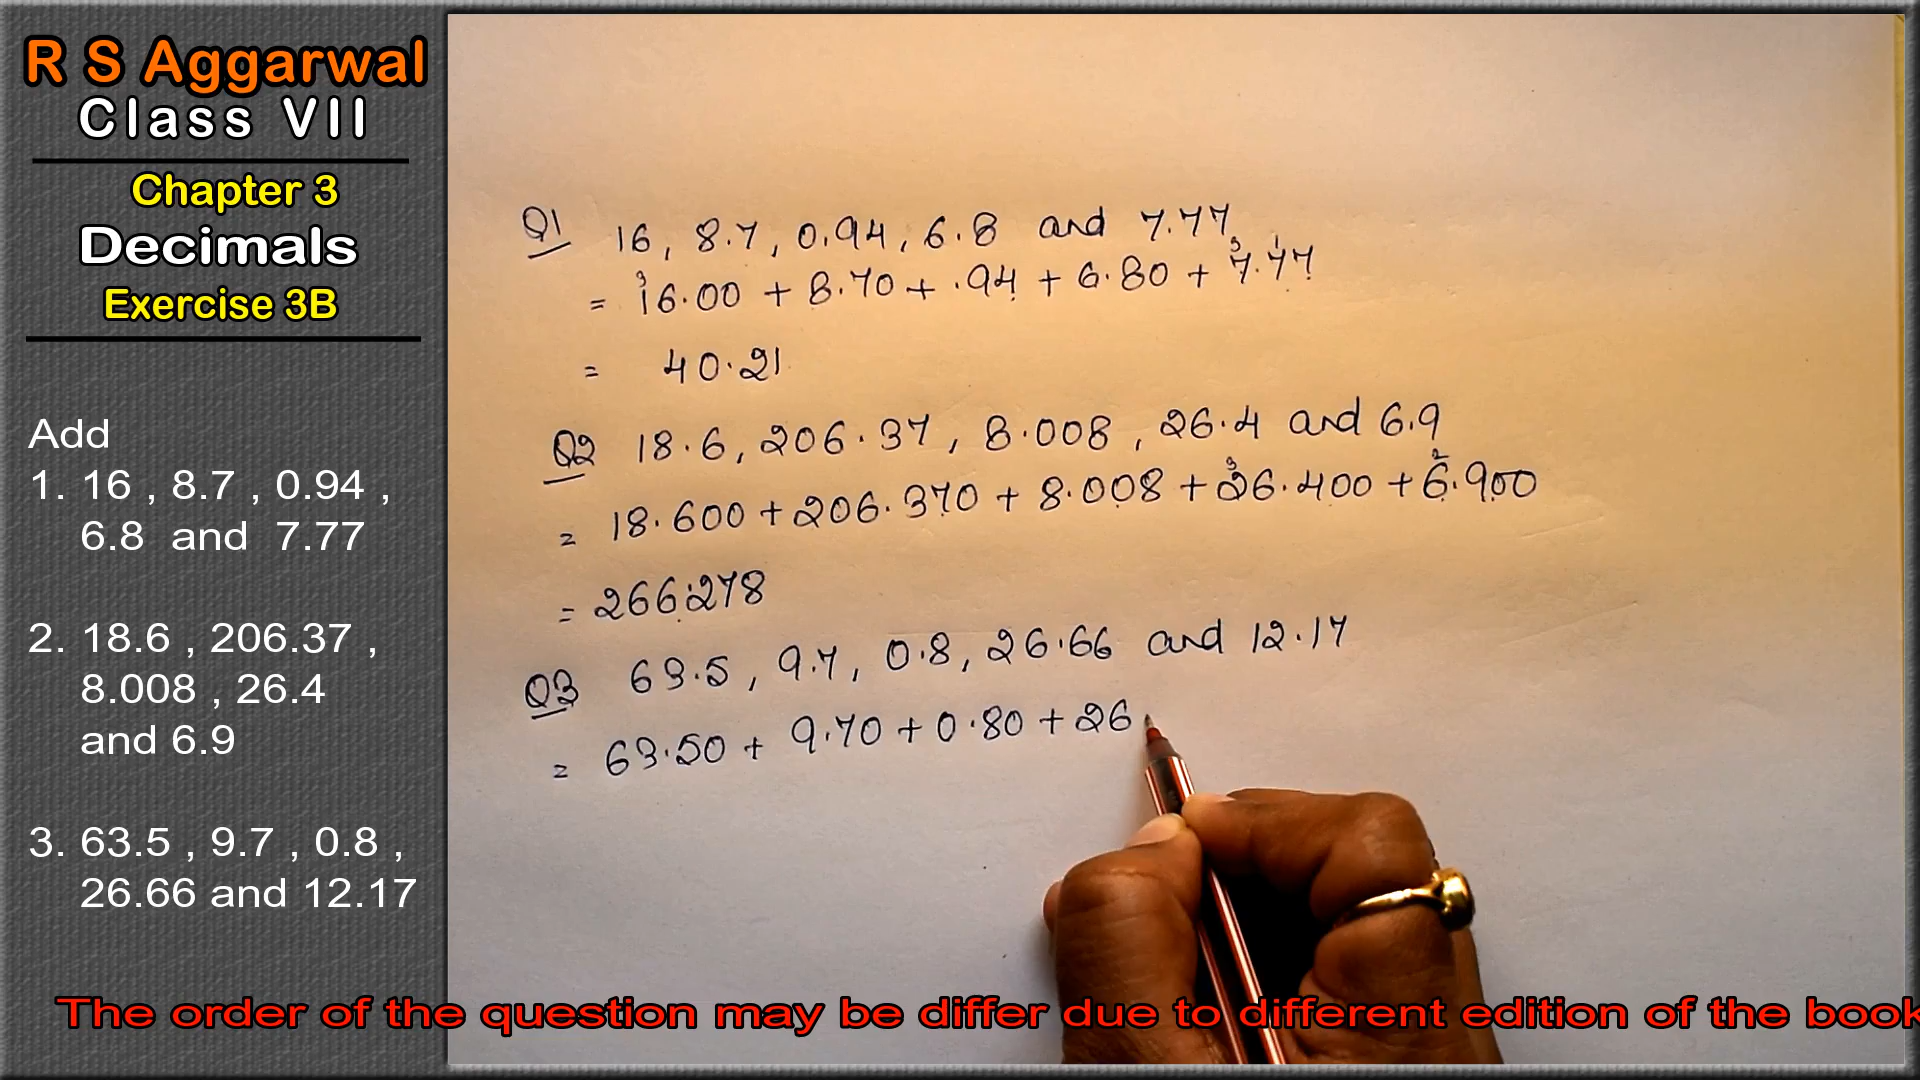 R S Aggarwal
Class VII
Chapter 3
Decimals
Exercise 3B
Add
1. 16 , 8.7 , 0.94 ,
6.8 and 7.77
2. 18.6 , 206.37 ,
8.008 , 26.4
and 6.9
3. 63.5 , 9.7 , 0.8 ,
26.66 and 12.17
Q1 16, 8.7, 0.94, 6.8 and 7.77
= 16.00 + 8.70 + .94 + 6.80 + 7.77
= 40.21
Q2 18.6, 206.37, 8.008, 26.4 and 6.9
= 18.600 + 206.370 + 8.008 + 26.400 + 6.900
= 266.278
Q3 63.5, 9.7, 0.8, 26.66 and 12.17
= 63.50 + 9.70 + 0.80 + 26
The order of the question may be differ due to different edition of the book